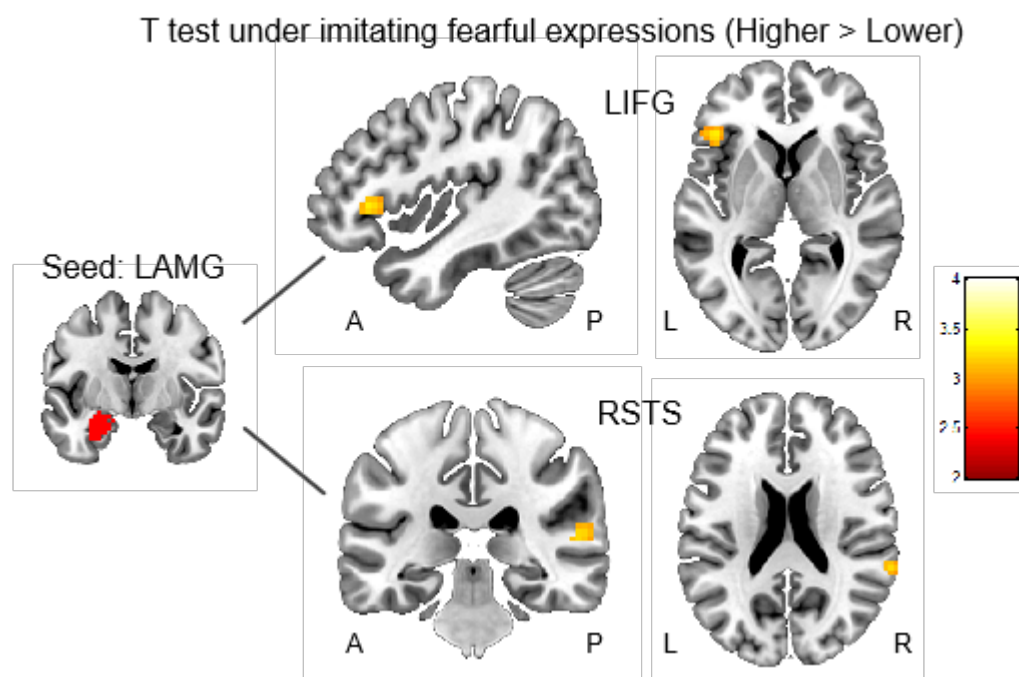 T test under imitating fearful expressions (Higher > Lower)
LIFG
Seed: LAMG
A
P
L
R
4
3.5
3
2.5
2
RSTS
A
P
L
R